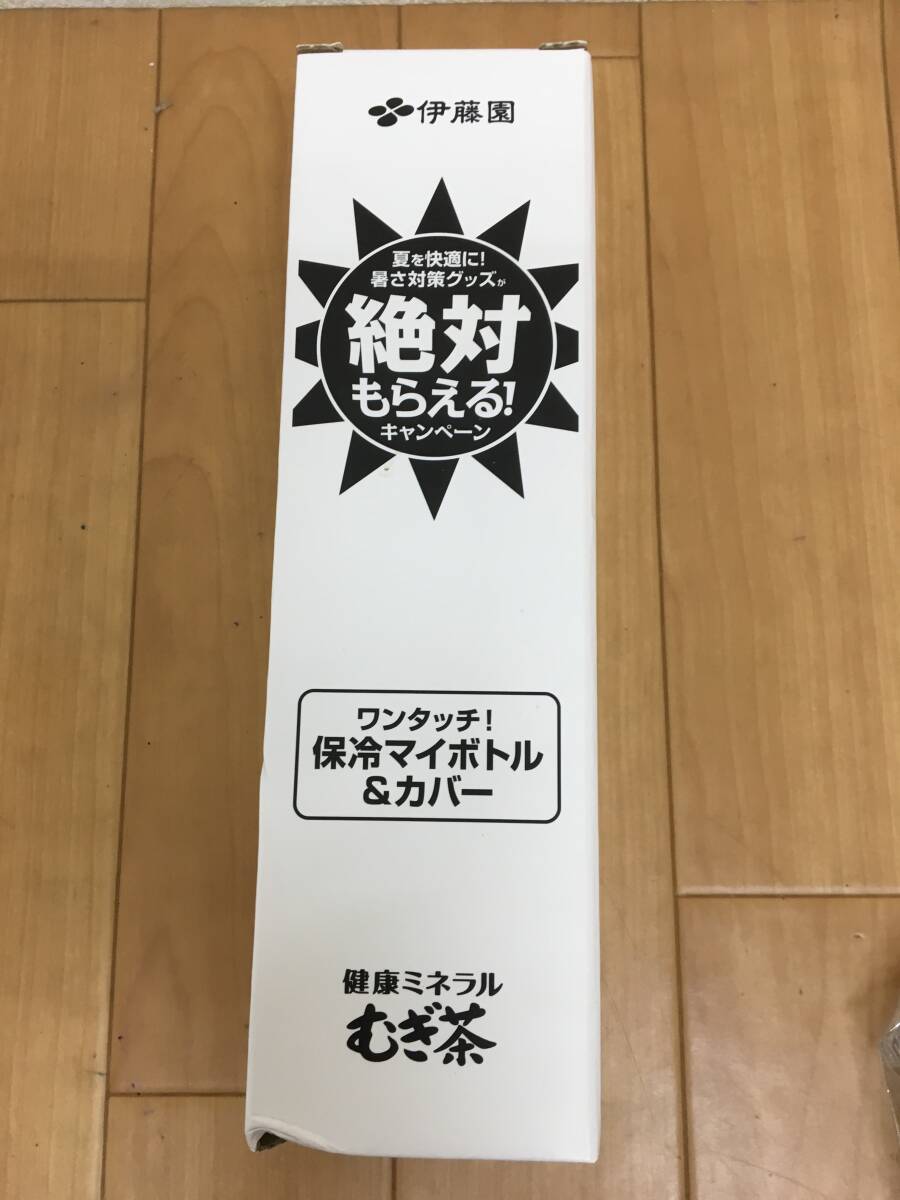 伊藤園
夏を快適に!
暑さ対策グッズが
絶対
もらえる!
キャンペーン
ワンタッチ!
保冷マイボトル
&カバー
健康ミネラル
むぎ茶